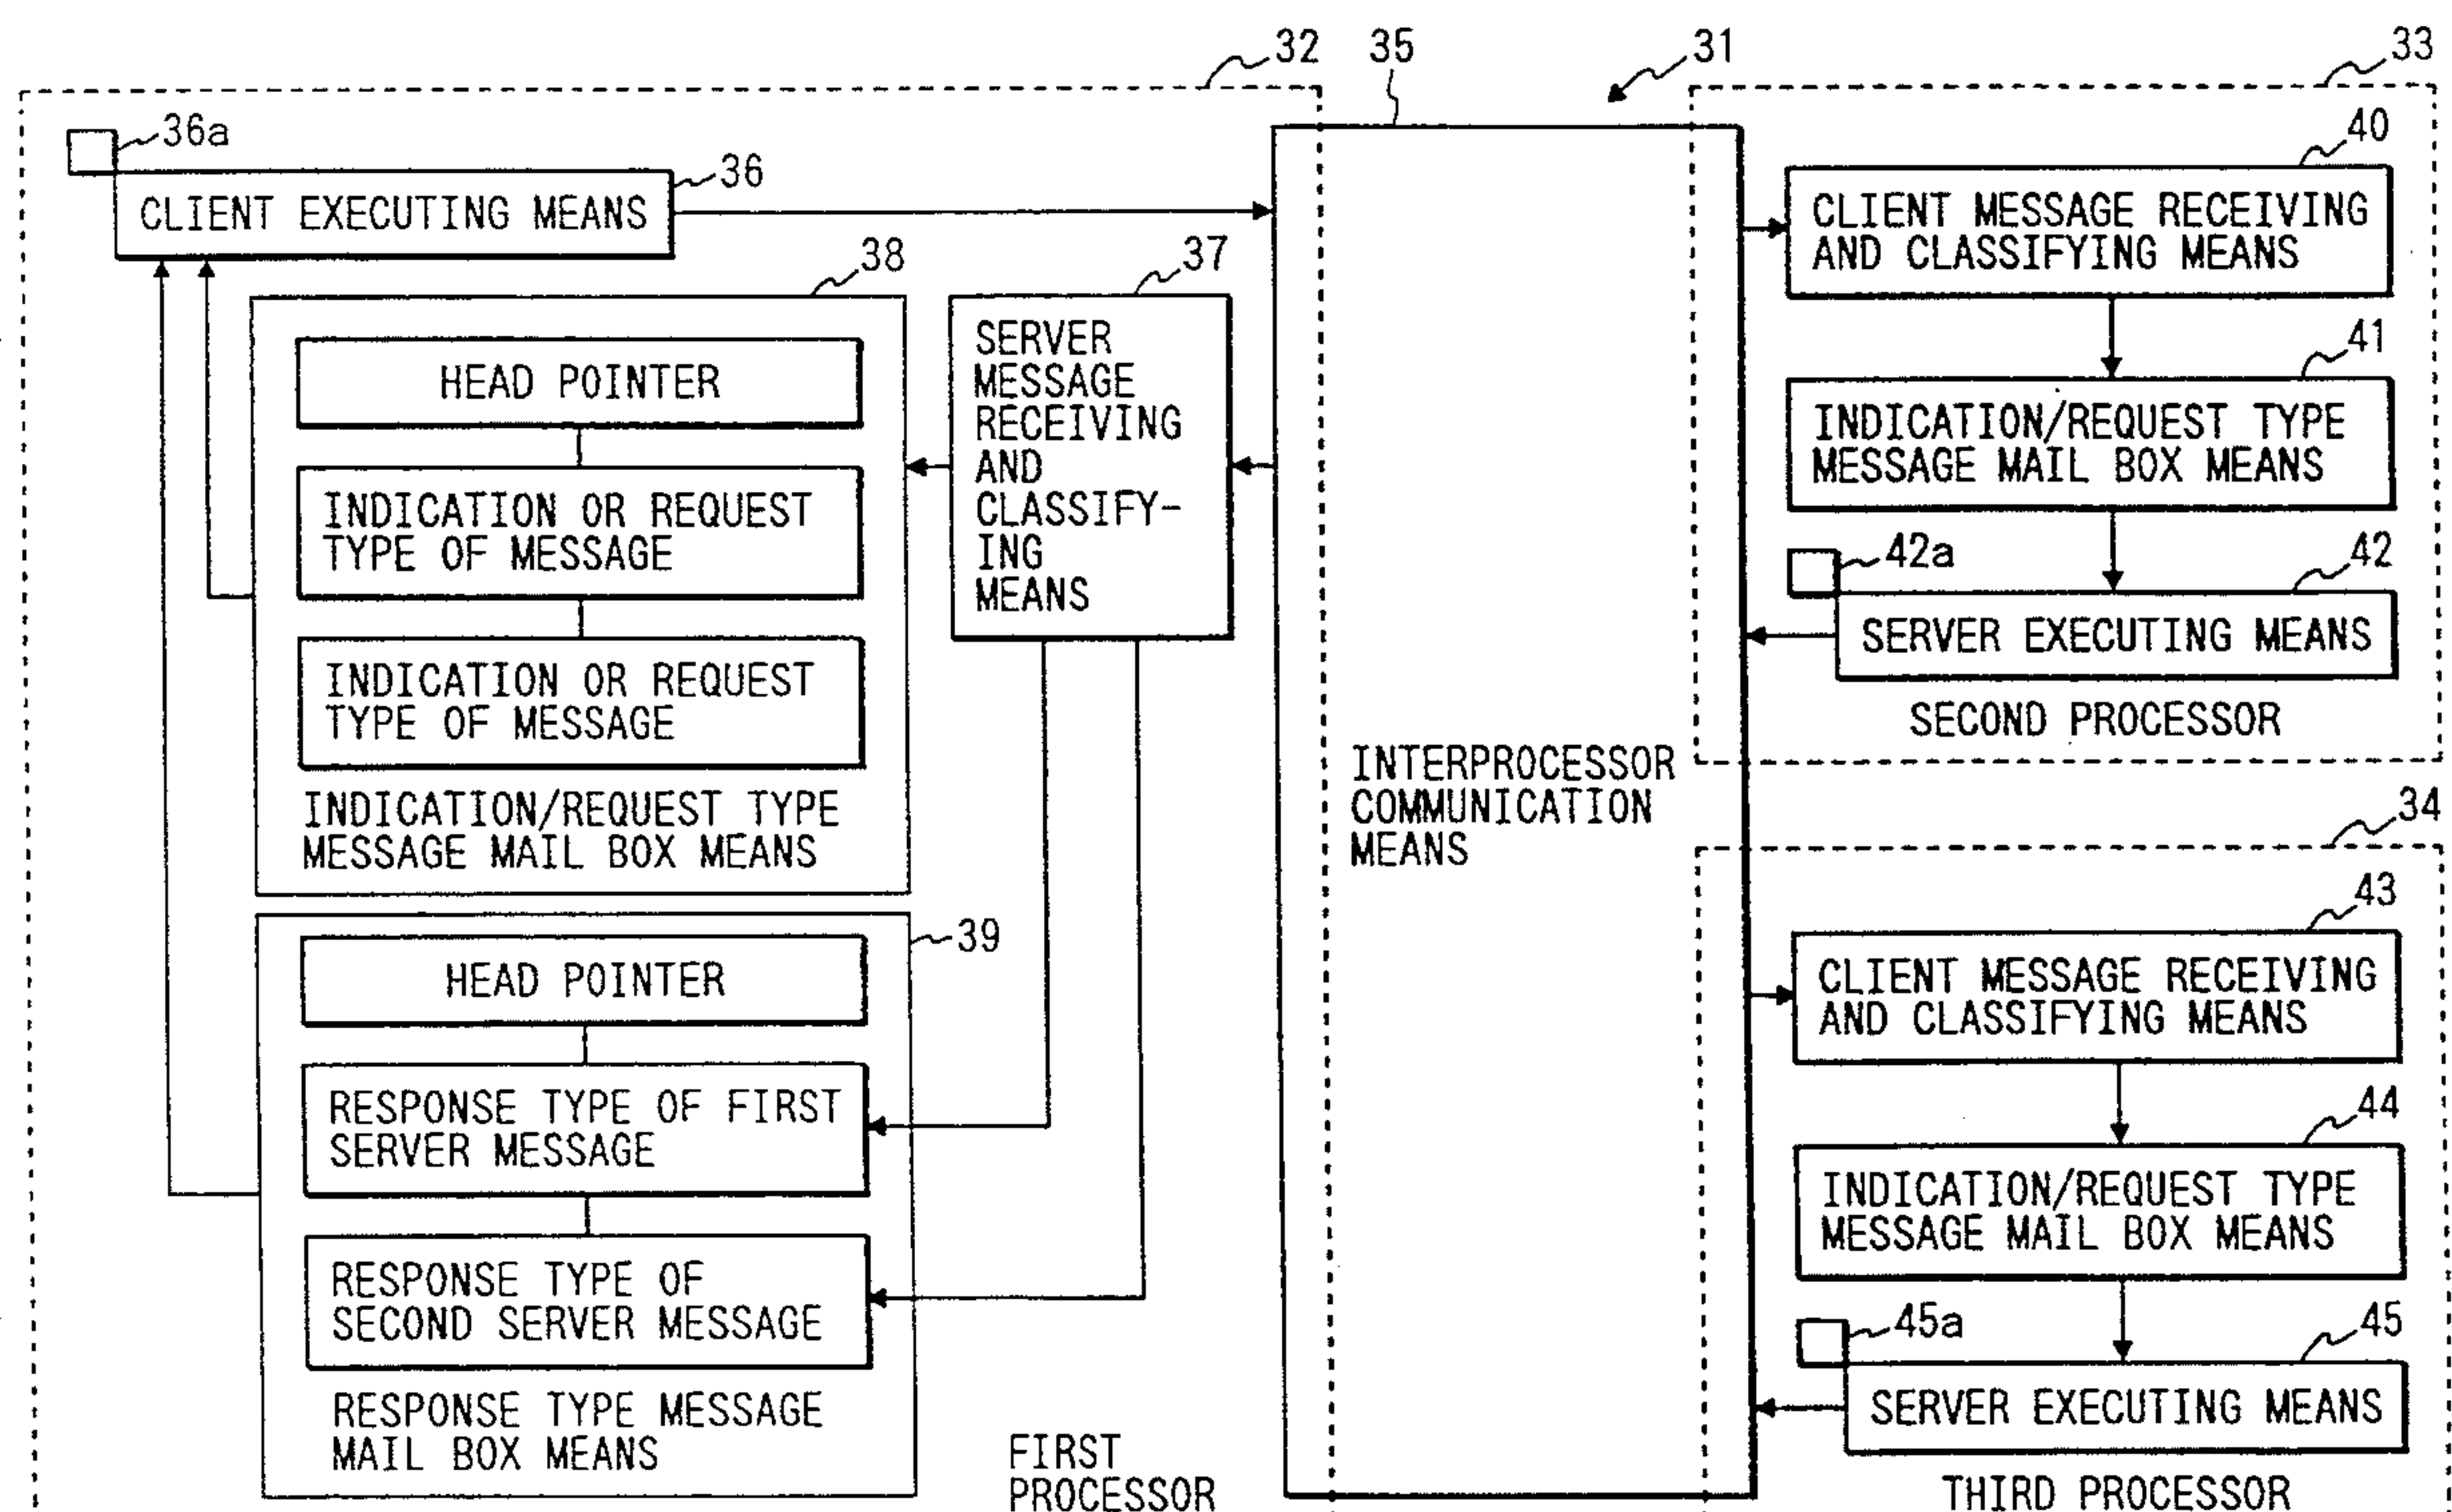 32
35
31
33
36a
36
CLIENT EXECUTING MEANS
38
37
HEAD POINTER
INDICATION OR REQUEST
TYPE OF MESSAGE
INDICATION OR REQUEST
TYPE OF MESSAGE
INDICATION/REQUEST TYPE
MESSAGE MAIL BOX MEANS
SERVER
MESSAGE
RECEIVING
AND
CLASSIFY-
ING
MEANS
39
HEAD POINTER
RESPONSE TYPE OF FIRST
SERVER MESSAGE
RESPONSE TYPE OF
SECOND SERVER MESSAGE
RESPONSE TYPE MESSAGE
MAIL BOX MEANS
FIRST
PROCESSOR
INTERPROCESSOR
COMMUNICATION
MEANS
40
CLIENT MESSAGE RECEIVING
AND CLASSIFYING MEANS
41
INDICATION/REQUEST TYPE
MESSAGE MAIL BOX MEANS
42a
42
SERVER EXECUTING MEANS
SECOND PROCESSOR
34
43
CLIENT MESSAGE RECEIVING
AND CLASSIFYING MEANS
44
INDICATION/REQUEST TYPE
MESSAGE MAIL BOX MEANS
45a
45
SERVER EXECUTING MEANS
THIRD PROCESSOR